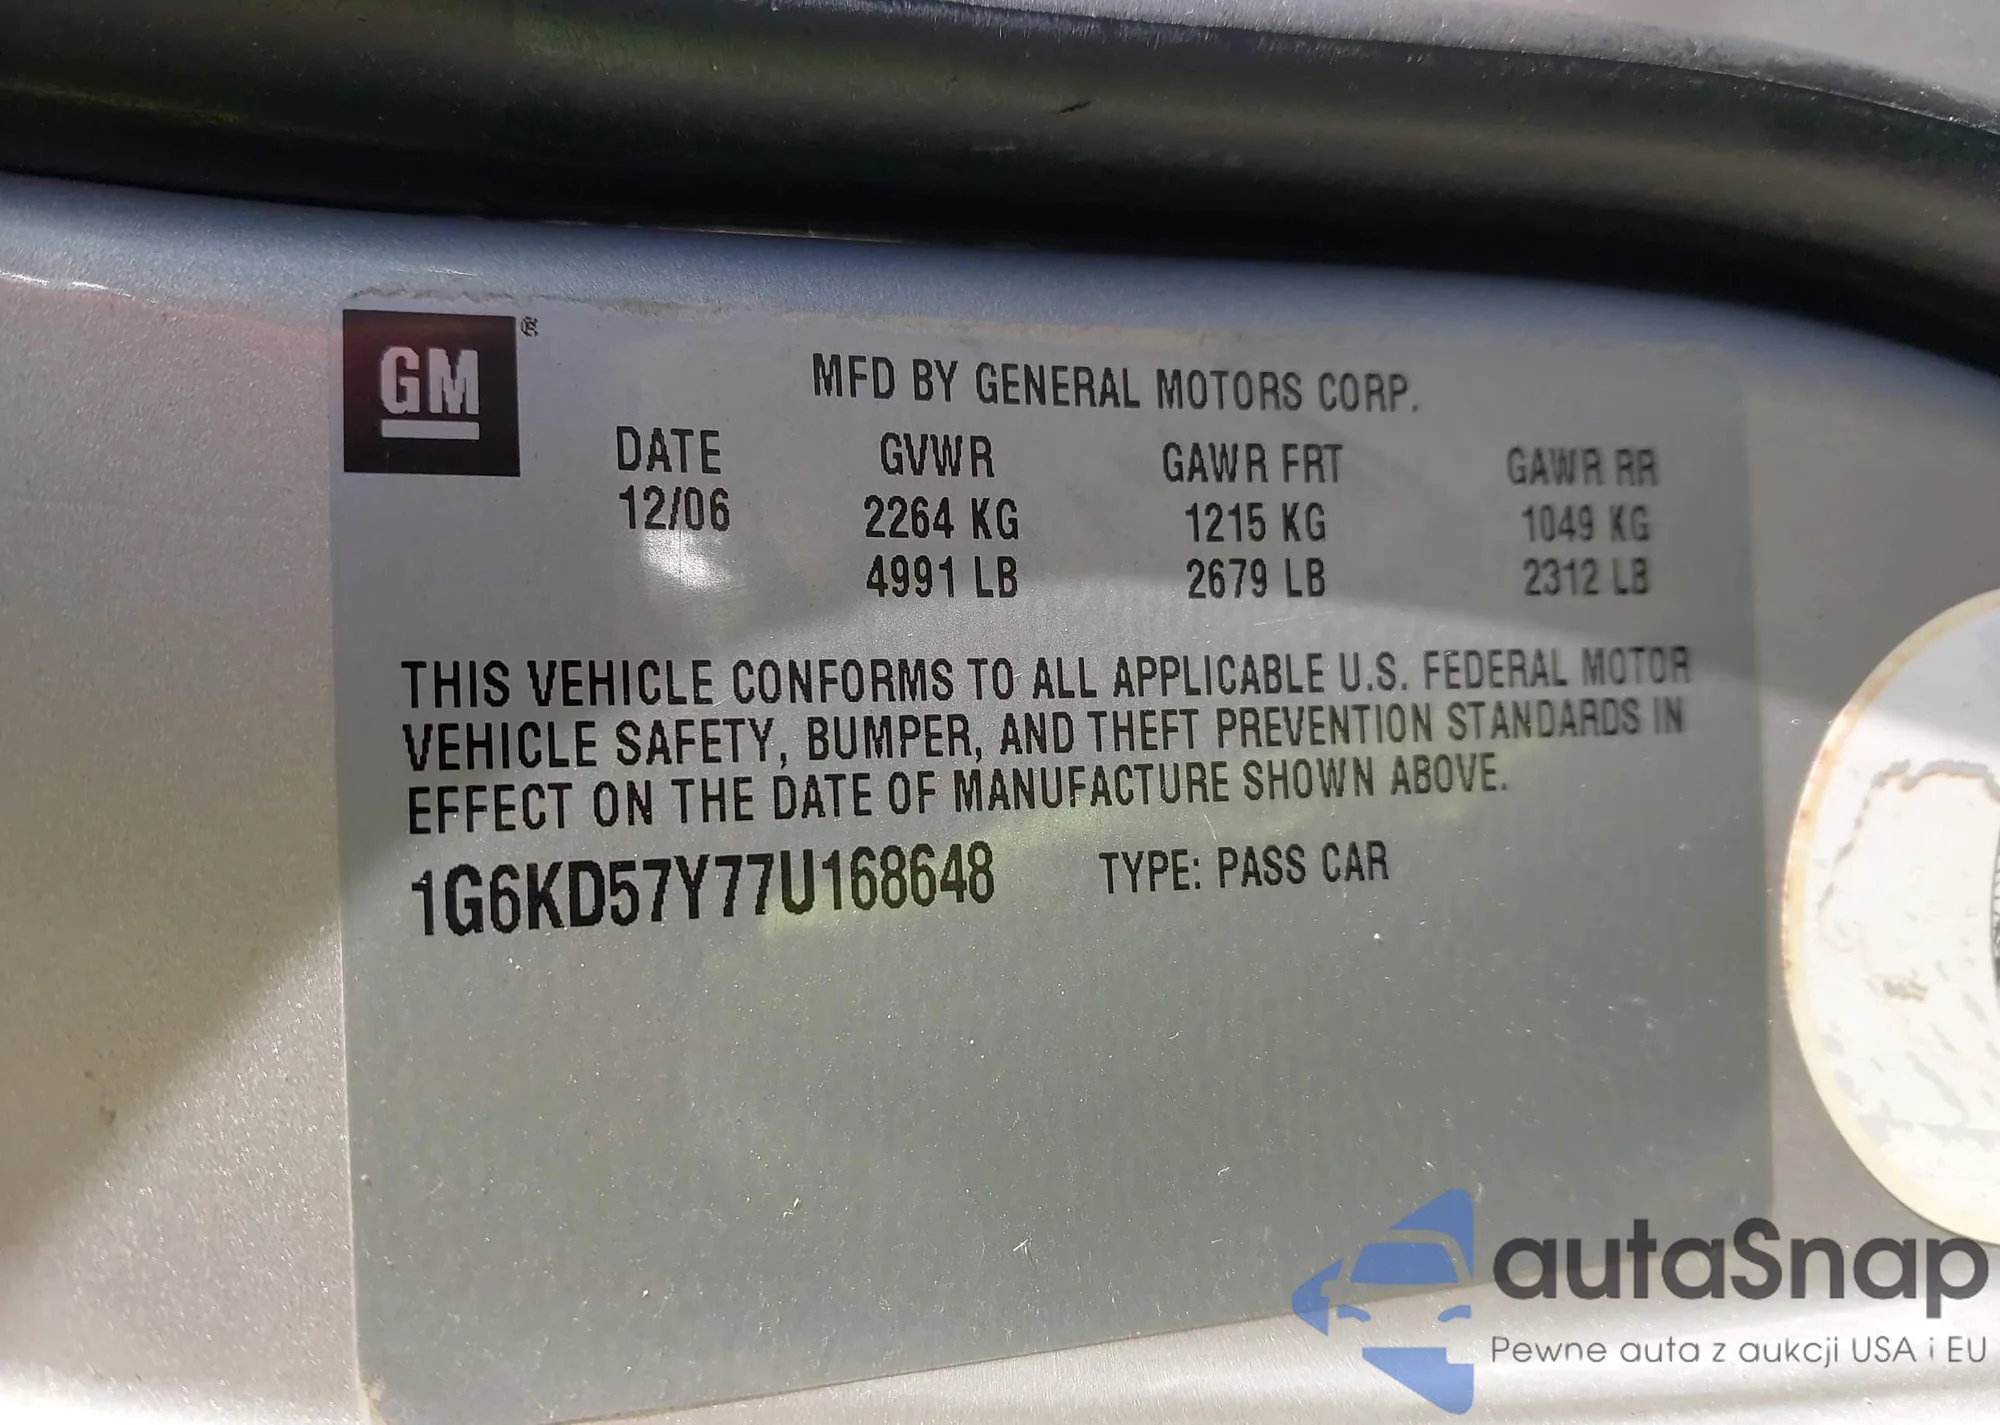 GM ®
MFD BY GENERAL MOTORS CORP.
DATE GVWR GAWR FRT GAWR RR
12/06 2264 KG 1215 KG 1049 KG
4991 LB 2679 LB 2312 LB
THIS VEHICLE CONFORMS TO ALL APPLICABLE U.S. FEDERAL MOTOR
VEHICLE SAFETY, BUMPER, AND THEFT PREVENTION STANDARDS IN
EFFECT ON THE DATE OF MANUFACTURE SHOWN ABOVE.
1G6KD57Y77U168648 TYPE: PASS CAR
autaSnap
Pewne auta z aukcji USA i EU